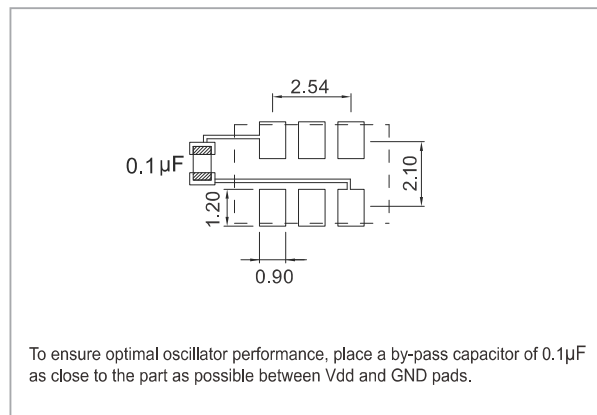 2.54
0.1µF
2.10
1.20
0.90
To ensure optimal oscillator performance, place a by-pass capacitor of 0.1µF
as close to the part as possible between Vdd and GND pads.